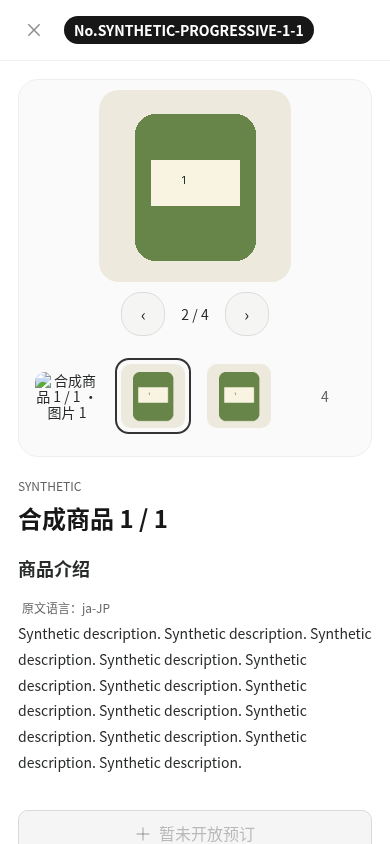 No.SYNTHETIC-PROGRESSIVE-1-1
1
‹ 2 / 4 ›
合成商
品 1 / 1 ·
图片 1
4
SYNTHETIC
合成商品 1 / 1
商品介绍
原文语言：ja-JP
Synthetic description. Synthetic description. Synthetic
description. Synthetic description. Synthetic
description. Synthetic description. Synthetic
description. Synthetic description. Synthetic
description. Synthetic description. Synthetic
description. Synthetic description.
暂未开放预订